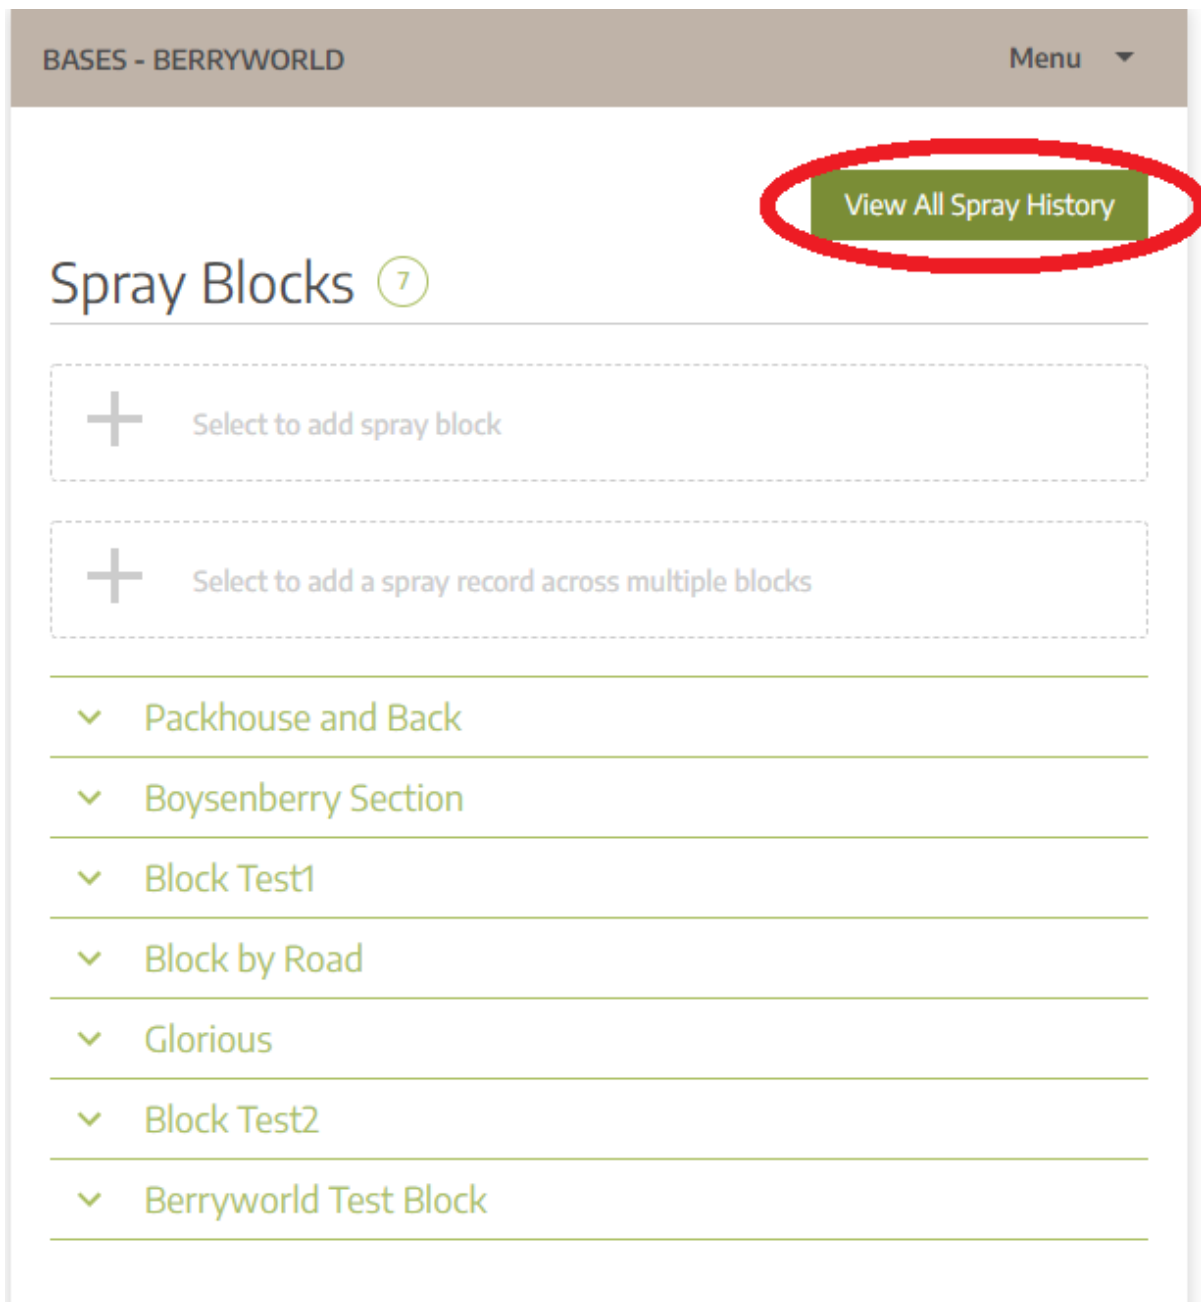 BASES - BERRYWORLD
Menu
View All Spray History
Spray Blocks 7
Select to add spray block
Select to add a spray record across multiple blocks
Packhouse and Back
Boysenberry Section
Block Test1
Block by Road
Glorious
Block Test2
Berryworld Test Block